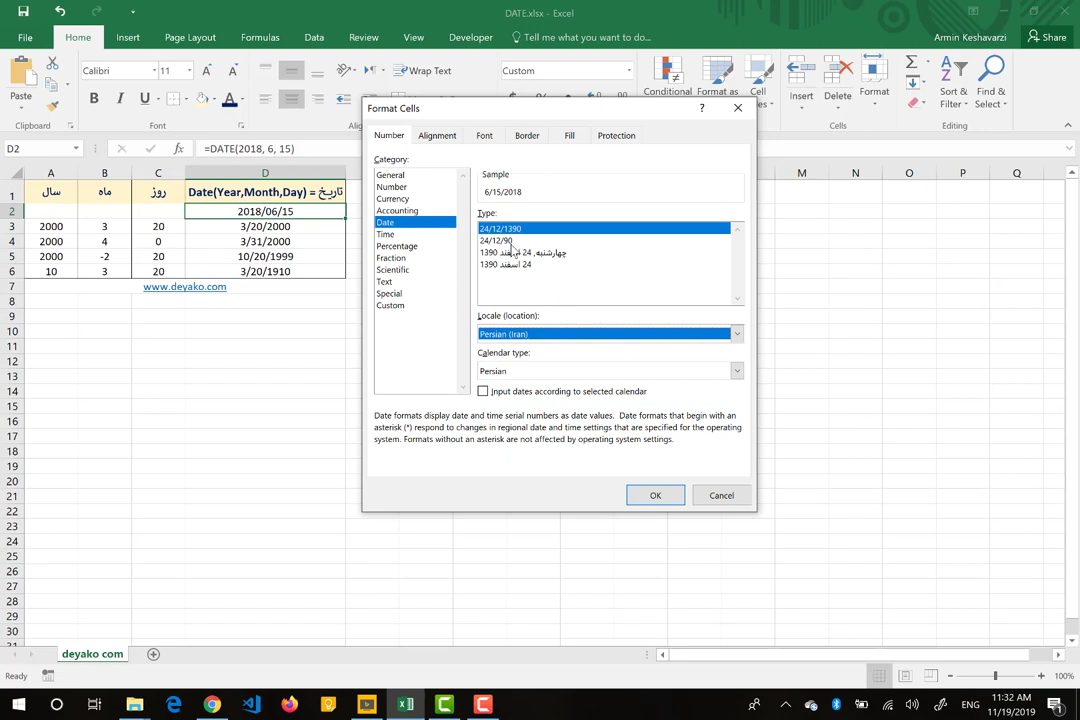 DATE.xlsx - Excel
File Home Insert Page Layout Formulas Data Review View Developer Tell me what you want to do... Armin Keshavarzi Share
Paste
Calibri 11
B I U
Wrap Text
Custom
Conditional Format as Cell
Insert Delete Format
Sort & Find &
Filter Select
Clipboard Font Cells Editing
D2 fx =DATE(2018, 6, 15)
A B C D M N O P Q
1 سال ماه روز Date(Year,Month,Day) = تاریخ
2 2018/06/15
3 2000 3 20 3/20/2000
4 2000 4 0 3/31/2000
5 2000 -2 20 10/20/1999
6 10 3 20 3/20/1910
7 www.deyako.com
8
9
10
11
12
13
14
15
16
17
18
19
20
21
22
23
24
25
26
27
28
29
30
31
Format Cells ?
Number Alignment Font Border Fill Protection
Category:
General
Number
Currency
Accounting
Date
Time
Percentage
Fraction
Scientific
Text
Special
Custom
Sample
6/15/2018
Type:
24/12/1390
24/12/90
چهارشنبه, 24 اسفند 1390
24 اسفند 1390
Locale (location):
Persian (Iran)
Calendar type:
Persian
Input dates according to selected calendar
Date formats display date and time serial numbers as date values. Date formats that begin with an
asterisk (*) respond to changes in regional date and time settings that are specified for the operating
system. Formats without an asterisk are not affected by operating system settings.
OK Cancel
deyako com
Ready 100%
ENG
11:32 AM
11/19/2019